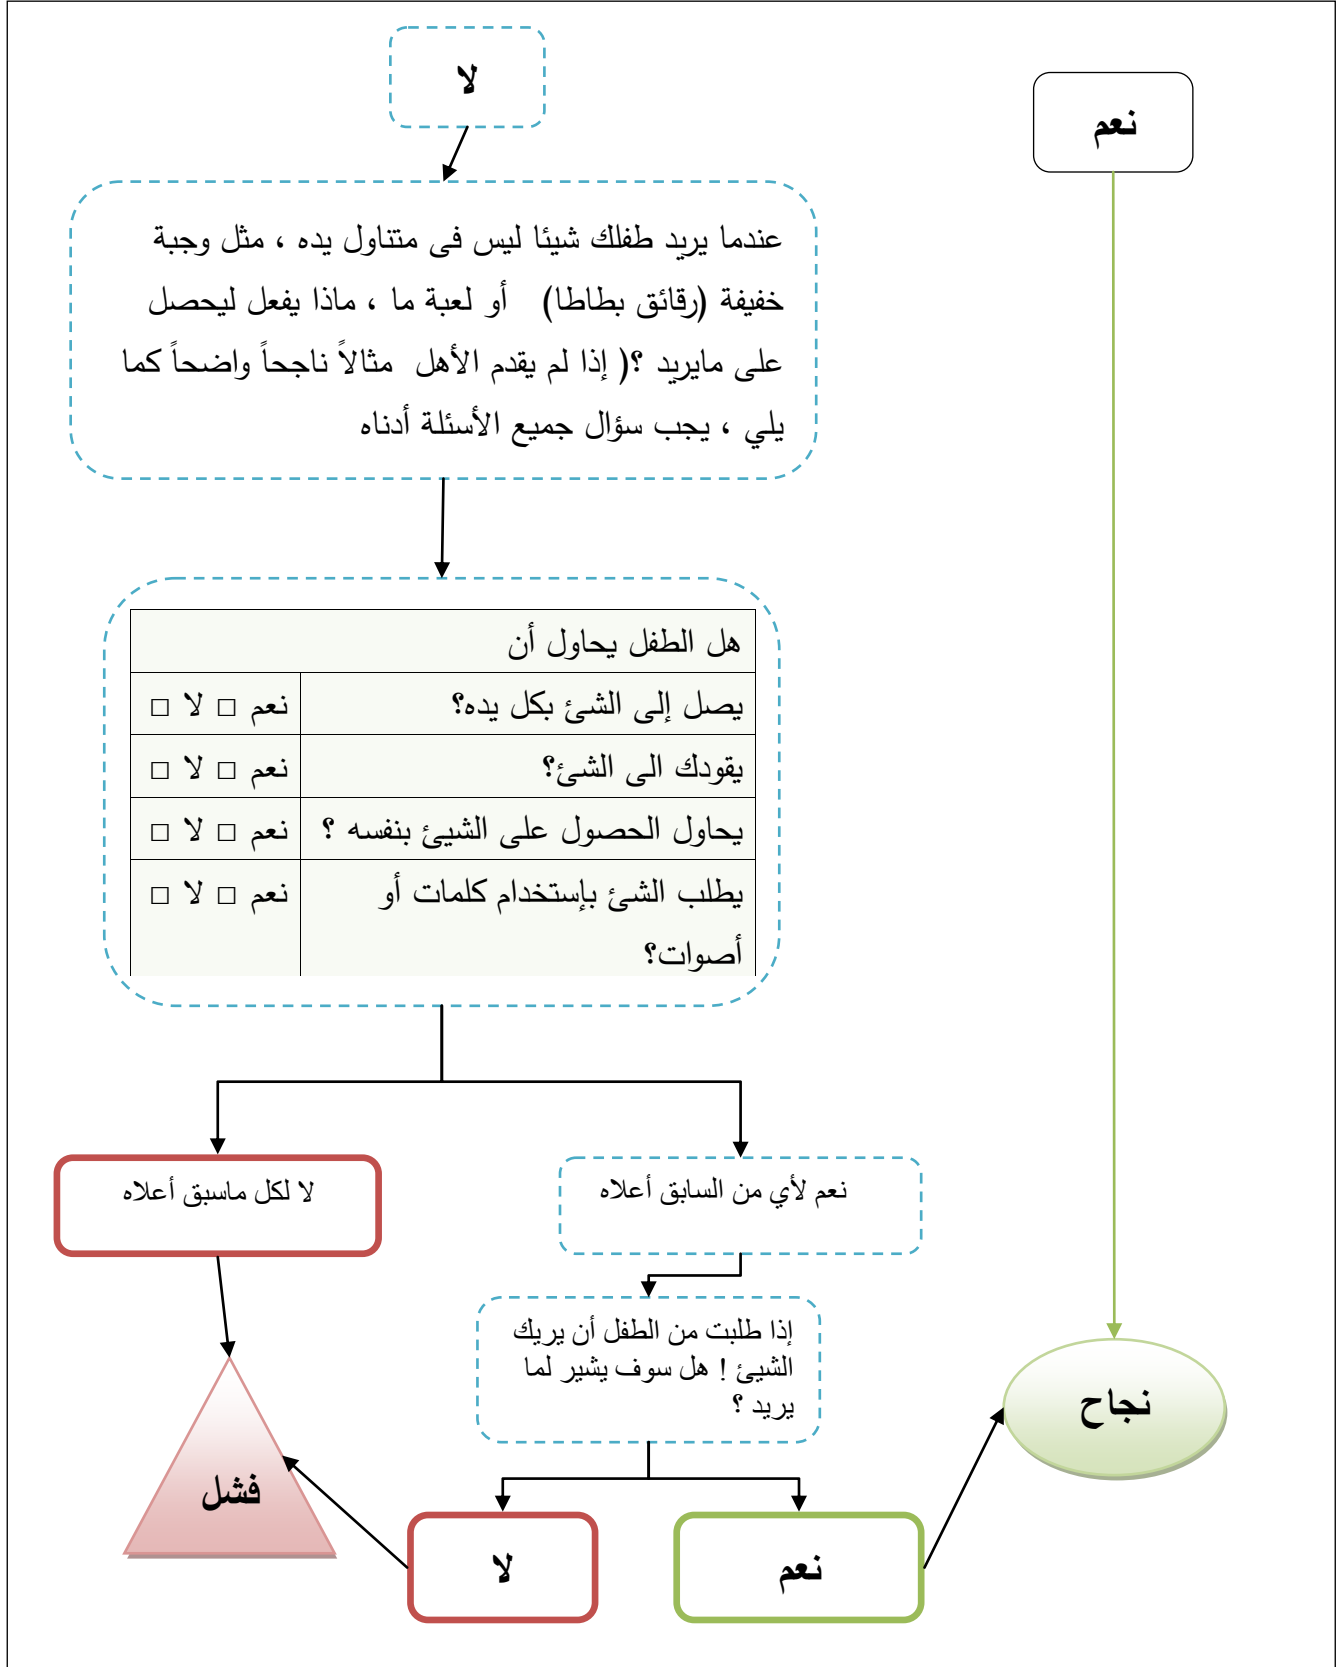 لا
نعم
عندما يريد طفلك شيئا ليس فى متناول يده ، مثل وجبة
خفيفة (رقائق بطاطا) أو لعبة ما ، ماذا يفعل ليحصل
على مايريد ؟( إذا لم يقدم الأهل مثالاً ناجحاً واضحاً كما
يلي ، يجب سؤال جميع الأسئلة أدناه
هل الطفل يحاول أن
يصل إلى الشئ بكل يده؟ نعم □ لا □
يقودك الى الشئ؟ نعم □ لا □
يحاول الحصول على الشيئ بنفسه ؟ نعم □ لا □
يطلب الشئ بإستخدام كلمات أو نعم □ لا □
أصوات؟
نعم لأي من السابق أعلاه
لا لكل ماسبق أعلاه
إذا طلبت من الطفل أن يريك
الشيئ ! هل سوف يشير لما
يريد ؟
نجاح
فشل
نعم
لا